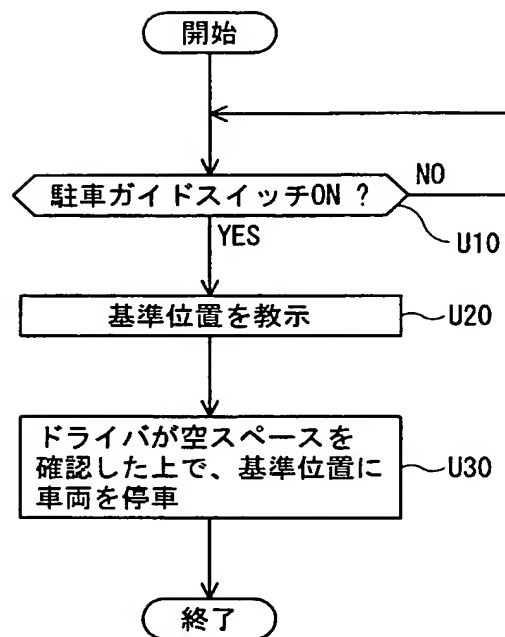 開始
駐車ガイドスイッチON ?
NO
U10
YES
基準位置を教示
U20
ドライバが空スペースを
確認した上で、基準位置に
車両を停車
U30
終了